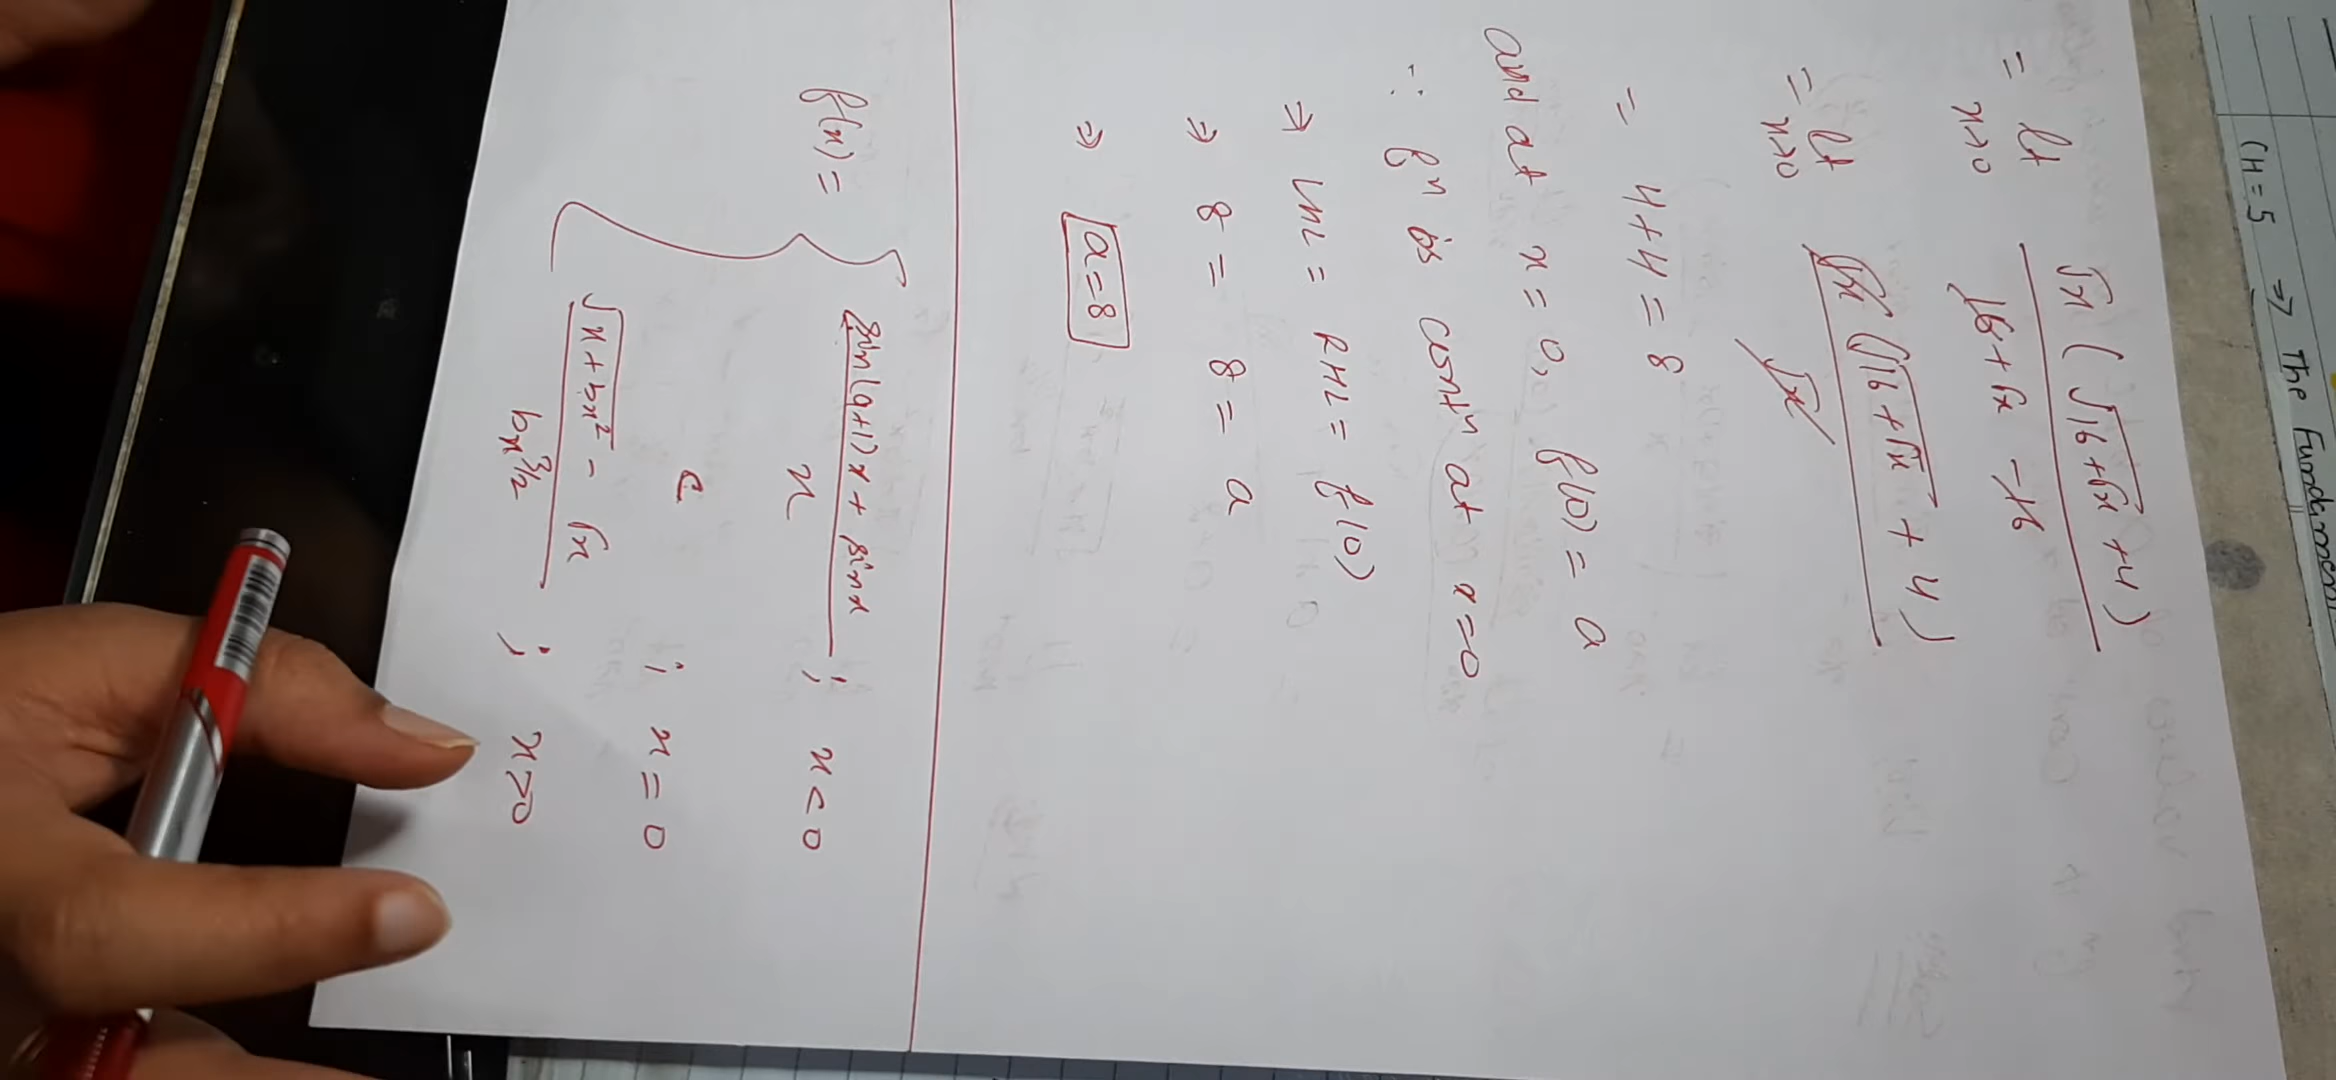 CH = 5 ⇒ The Fundamen
= lt x→0 √x (√16+√x + 4) / 16 + √x - 16
= lt x→0 √x (√16+√x + 4) / √x
= 4+4 = 8
and at x = 0, f(0) = a
∵ fn is contn at x=0
⇒ LHL = RHL = f(0)
⇒ 8 = 8 = a
⇒ a=8
f(x) = { sin(a+1)x + sinx / x ; x < 0
c ; x = 0
√x+bx² - √x / bx^3/2 ; x>0